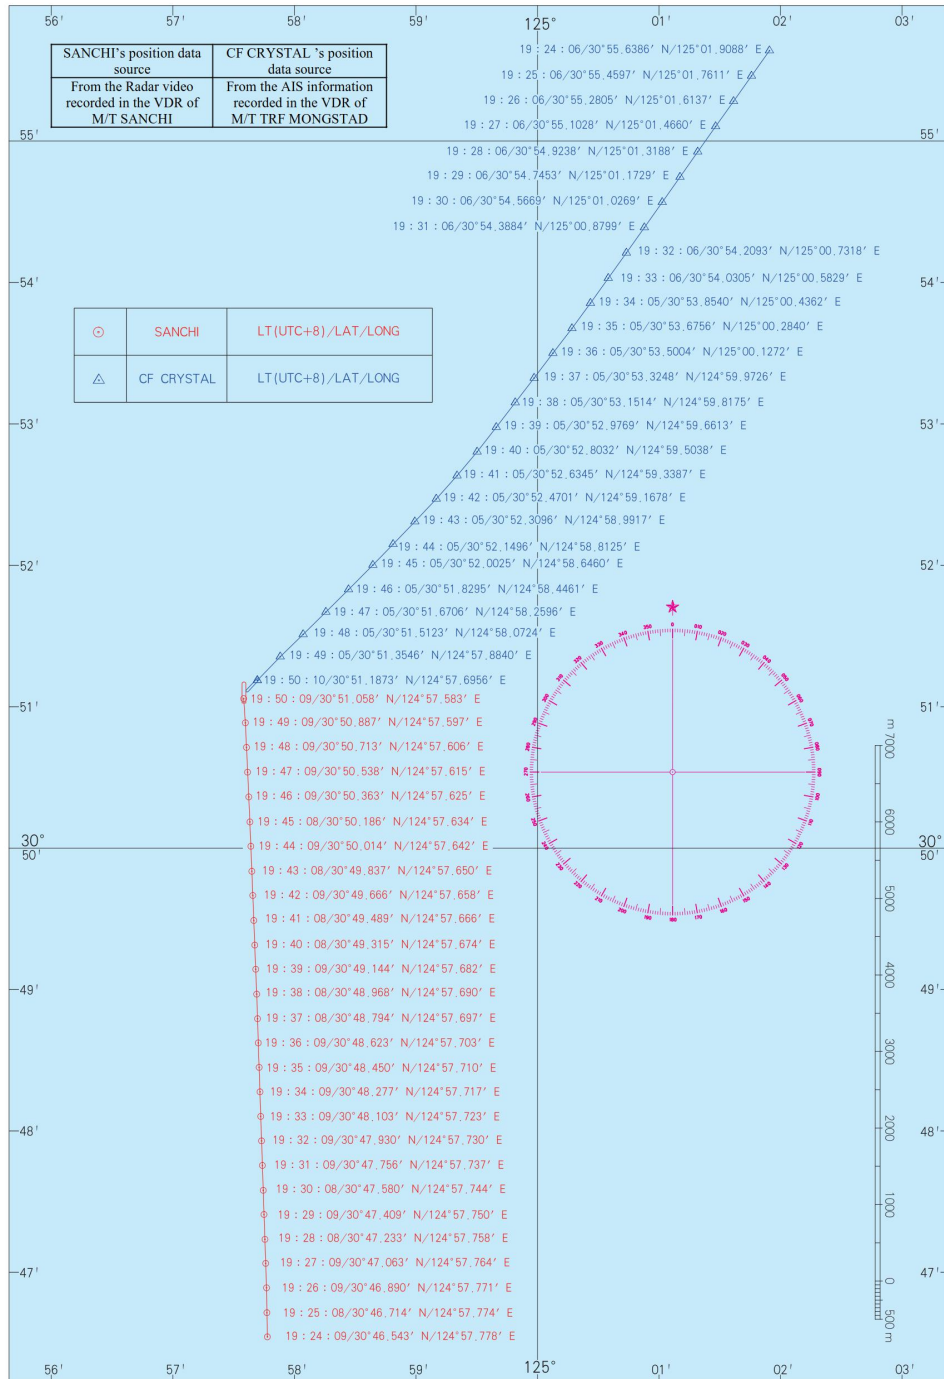 56' 57' 58' 59' 125° 01' 02' 03'
SANCHI's position data source
CF CRYSTAL 's position data source
From the Radar video recorded in the VDR of M/T SANCHI
From the AIS information recorded in the VDR of M/T TRF MONGSTAD
19：24：06/30°55.6386′ N/125°01.9088′ E
19：25：06/30°55.4597′ N/125°01.7611′ E
19：26：06/30°55.2805′ N/125°01.6137′ E
19：27：06/30°55.1028′ N/125°01.4660′ E
55' 55'
19：28：06/30°54.9238′ N/125°01.3188′ E
19：29：06/30°54.7453′ N/125°01.1729′ E
19：30：06/30°54.5669′ N/125°01.0269′ E
19：31：06/30°54.3884′ N/125°00.8799′ E
19：32：06/30°54.2093′ N/125°00.7318′ E
54' 54'
19：33：06/30°54.0305′ N/125°00.5829′ E
19：34：05/30°53.8540′ N/125°00.4362′ E
SANCHI LT(UTC+8)/LAT/LONG
19：35：05/30°53.6756′ N/125°00.2840′ E
19：36：05/30°53.5004′ N/125°00.1272′ E
CF CRYSTAL LT(UTC+8)/LAT/LONG
19：37：05/30°53.3248′ N/124°59.9726′ E
19：38：05/30°53.1514′ N/124°59.8175′ E
53' 53'
19：39：05/30°52.9769′ N/124°59.6613′ E
19：40：05/30°52.8032′ N/124°59.5038′ E
19：41：05/30°52.6345′ N/124°59.3387′ E
19：42：05/30°52.4701′ N/124°59.1678′ E
19：43：05/30°52.3096′ N/124°58.9917′ E
19：44：05/30°52.1496′ N/124°58.8125′ E
52' 52'
19：45：05/30°52.0025′ N/124°58.6460′ E
19：46：05/30°51.8295′ N/124°58.4461′ E
19：47：05/30°51.6706′ N/124°58.2596′ E
19：48：05/30°51.5123′ N/124°58.0724′ E
19：49：05/30°51.3546′ N/124°57.8840′ E
19：50：10/30°51.1873′ N/124°57.6956′ E
19：50：09/30°51.058′ N/124°57.583′ E
51' 51'
19：49：09/30°50.887′ N/124°57.597′ E
19：48：09/30°50.713′ N/124°57.606′ E
19：47：09/30°50.538′ N/124°57.615′ E
19：46：09/30°50.363′ N/124°57.625′ E
19：45：08/30°50.186′ N/124°57.634′ E
19：44：09/30°50.014′ N/124°57.642′ E
30° 30°
50' 50'
19：43：08/30°49.837′ N/124°57.650′ E
19：42：09/30°49.666′ N/124°57.658′ E
19：41：08/30°49.489′ N/124°57.666′ E
19：40：08/30°49.315′ N/124°57.674′ E
19：39：09/30°49.144′ N/124°57.682′ E
49' 49'
19：38：08/30°48.968′ N/124°57.690′ E
19：37：08/30°48.794′ N/124°57.697′ E
19：36：09/30°48.623′ N/124°57.703′ E
19：35：09/30°48.450′ N/124°57.710′ E
19：34：09/30°48.277′ N/124°57.717′ E
19：33：09/30°48.103′ N/124°57.723′ E
48' 48'
19：32：09/30°47.930′ N/124°57.730′ E
19：31：09/30°47.756′ N/124°57.737′ E
19：30：08/30°47.580′ N/124°57.744′ E
19：29：09/30°47.409′ N/124°57.750′ E
19：28：08/30°47.233′ N/124°57.758′ E
19：27：09/30°47.063′ N/124°57.764′ E
47' 47'
19：26：09/30°46.890′ N/124°57.771′ E
19：25：08/30°46.714′ N/124°57.774′ E
19：24：09/30°46.543′ N/124°57.778′ E
m 7000
6000
5000
4000
3000
2000
1000
0
500 m
56' 57' 58' 59' 125° 01' 02' 03'